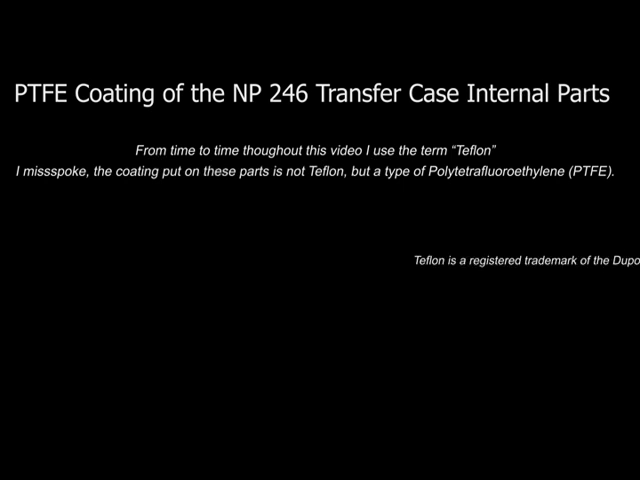 PTFE Coating of the NP 246 Transfer Case Internal Parts
From time to time thoughout this video I use the term “Teflon”
I missspoke, the coating put on these parts is not Teflon, but a type of Polytetrafluoroethylene (PTFE).
Teflon is a registered trademark of the Dupo